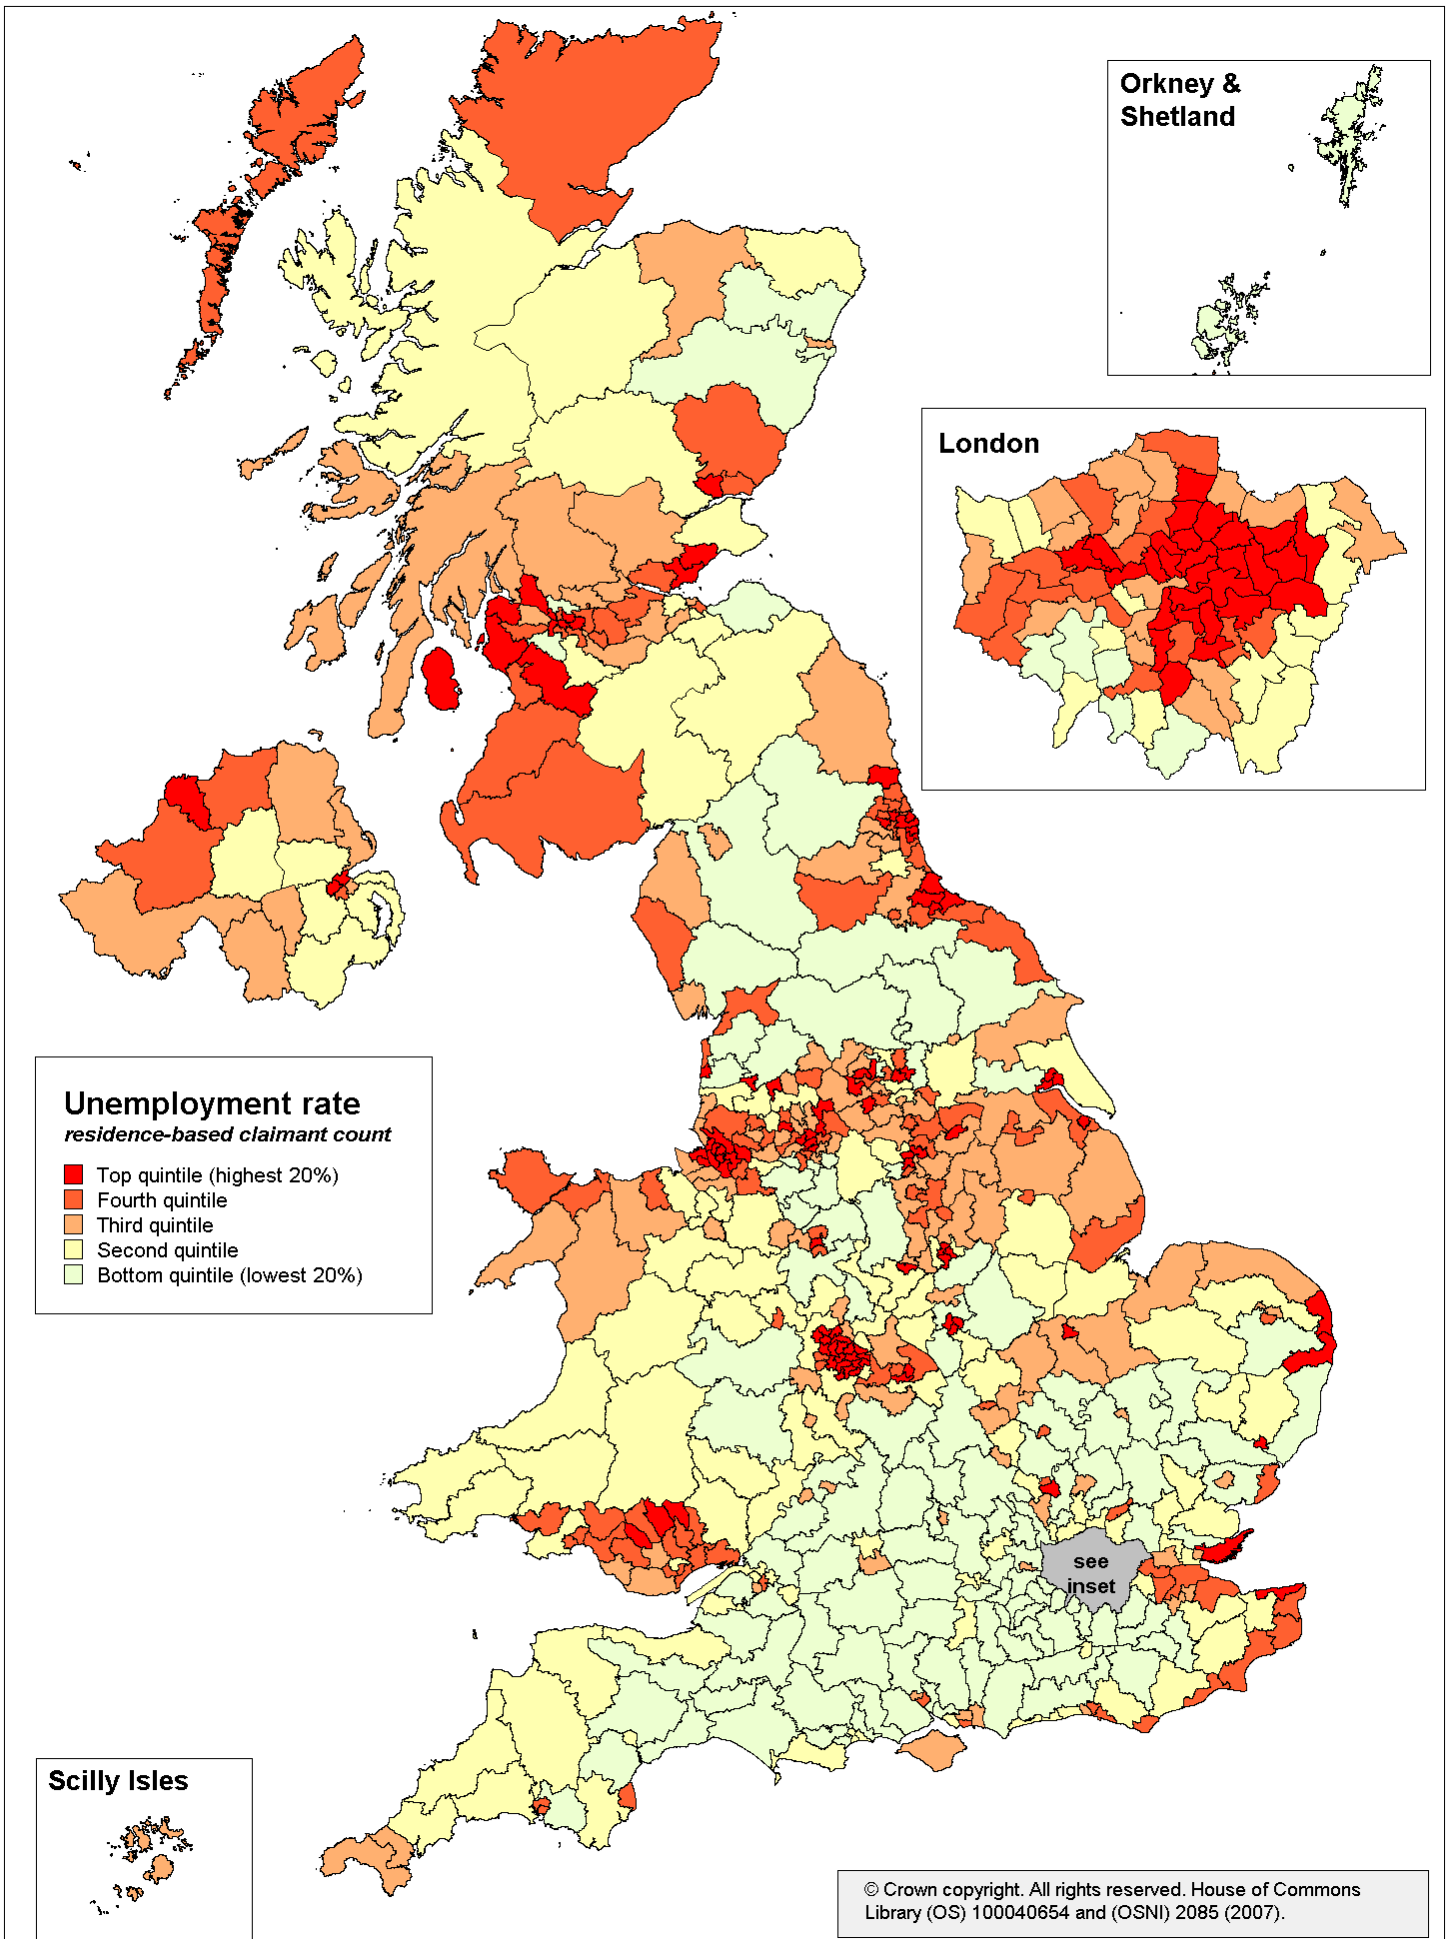 Orkney &
Shetland
London
Unemployment rate
residence-based claimant count
Top quintile (highest 20%)
Fourth quintile
Third quintile
Second quintile
Bottom quintile (lowest 20%)
see
inset
Scilly Isles
© Crown copyright. All rights reserved. House of Commons
Library (OS) 100040654 and (OSNI) 2085 (2007).